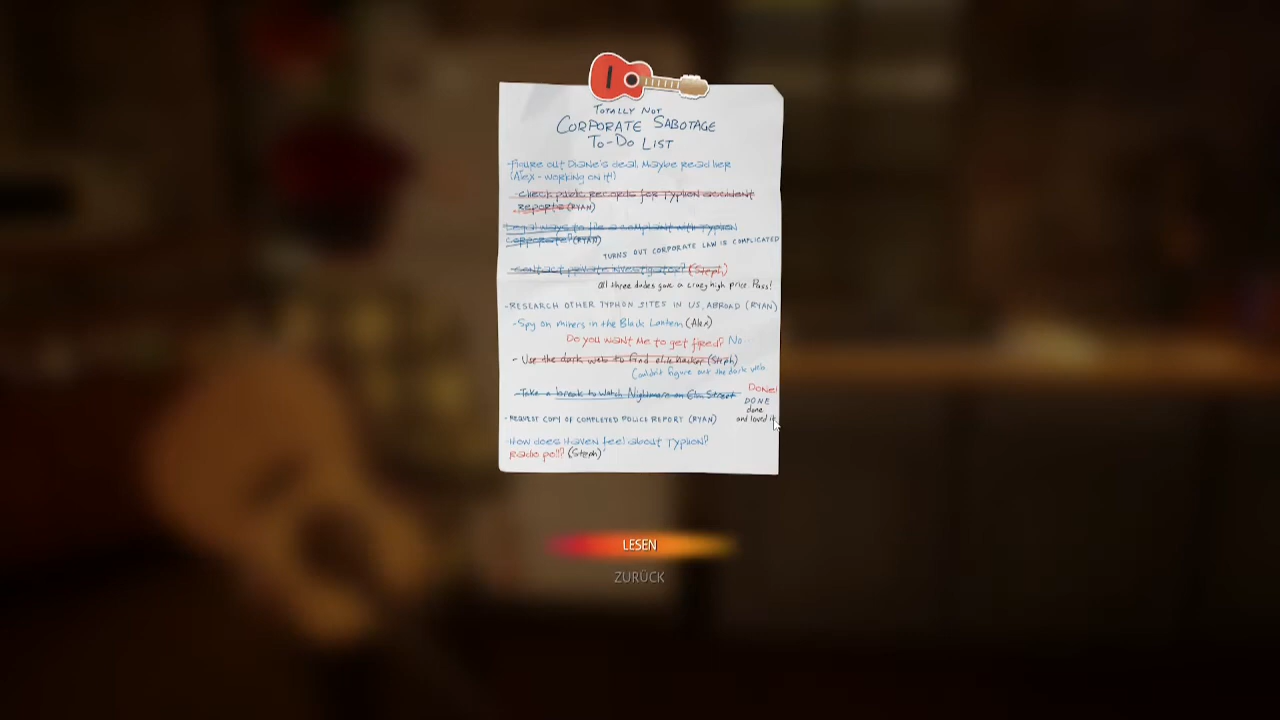 TOTALLY NOT
CORPORATE SABOTAGE
TO-DO LIST
-Figure out Diane's deal. Maybe read her
(Alex - working on it!)
-Check public records for Typhon accident
reports (RYAN)
Legal ways to file a complaint with Typhon
corporate? (RYAN)
TURNS OUT CORPORATE LAW IS COMPLICATED
-Contact private investigator? (Steph)
all three dudes gave a crazy high price. Pass!
-RESEARCH OTHER TYPHON SITES IN US, ABROAD (RYAN)
-Spy on miners in the Black Lantern (Alex)
Do you want me to get fired? No
- Use the dark web to find elite hacker (Steph)
Couldn't figure out the dark web
-Take a break to watch Nightmare on Elm Street
DONE!
DONE
done
and loved it
-REQUEST COPY OF COMPLETED POLICE REPORT (RYAN)
-How does Haven feel about Typhon?
Radio poll? (Steph)
LESEN
ZURÜCK